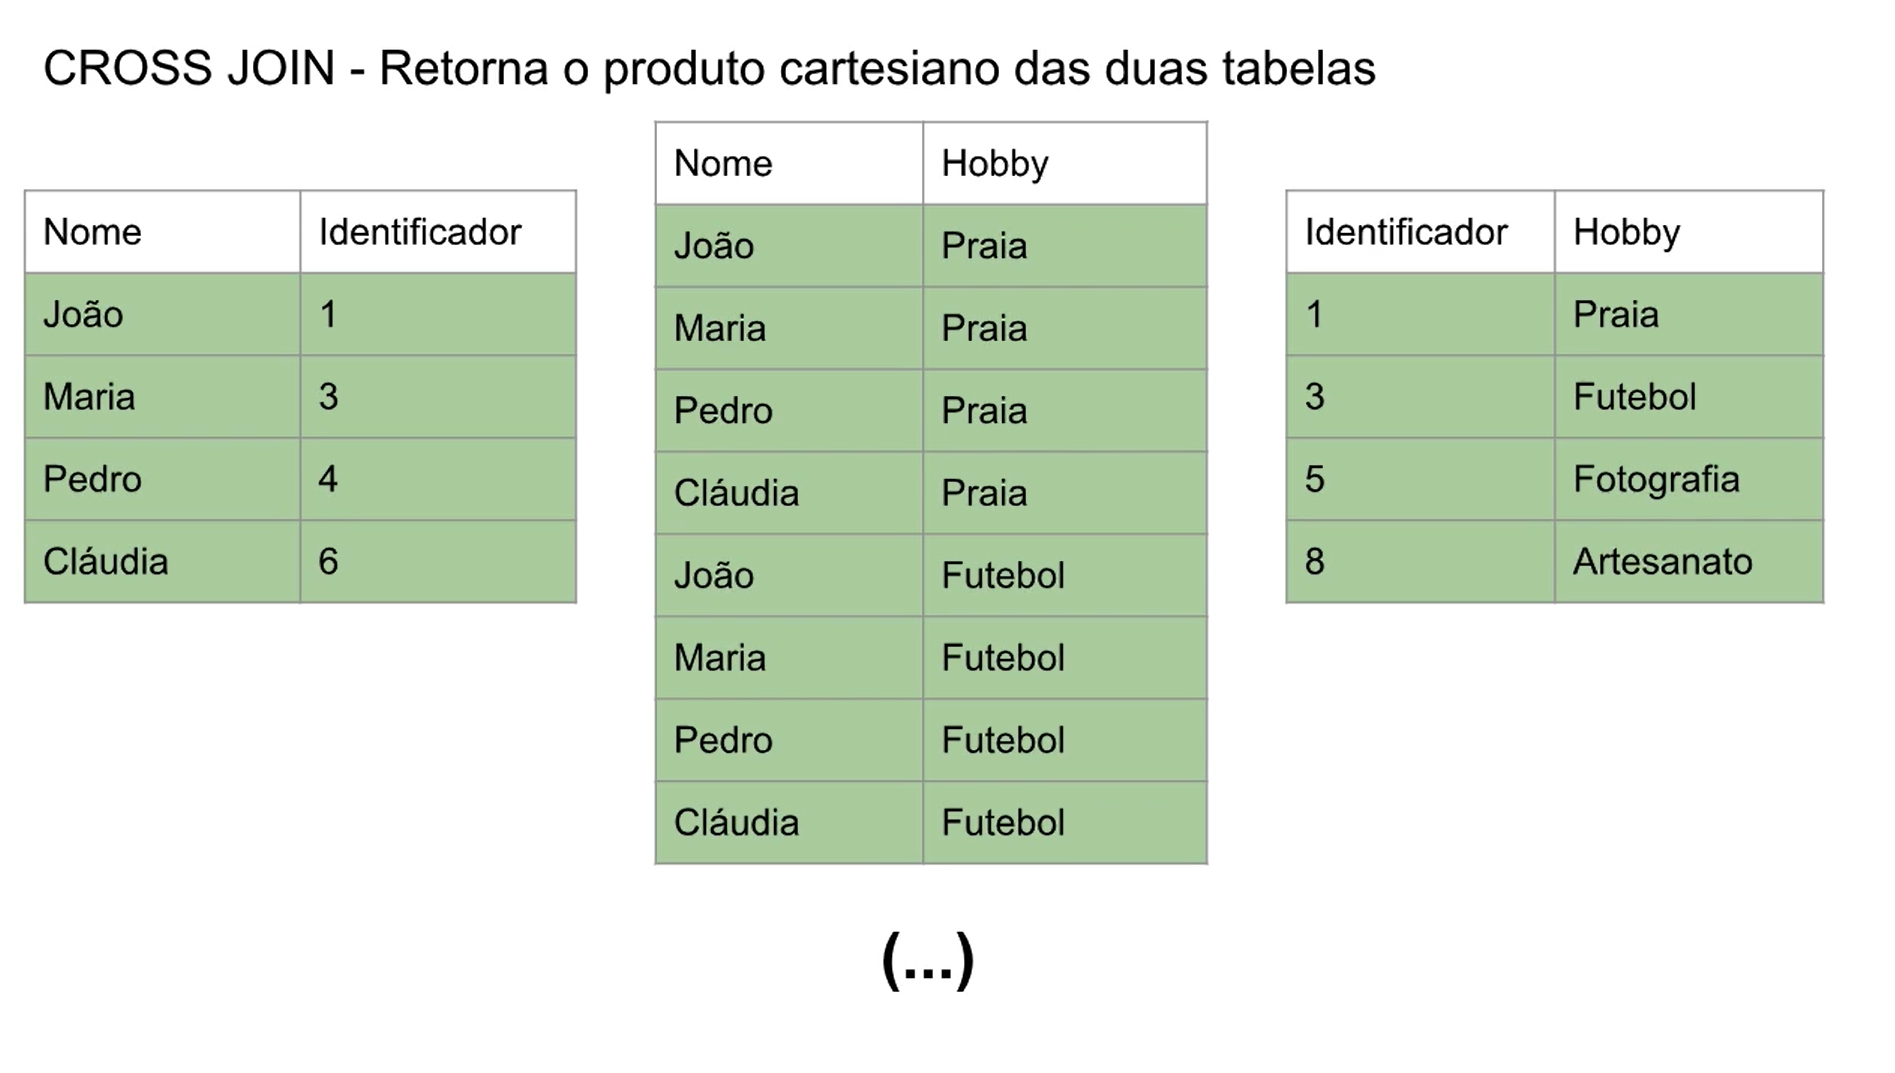 CROSS JOIN - Retorna o produto cartesiano das duas tabelas
Nome Identificador
João 1
Maria 3
Pedro 4
Cláudia 6
Nome Hobby
João Praia
Maria Praia
Pedro Praia
Cláudia Praia
João Futebol
Maria Futebol
Pedro Futebol
Cláudia Futebol
(...)
Identificador Hobby
1 Praia
3 Futebol
5 Fotografia
8 Artesanato